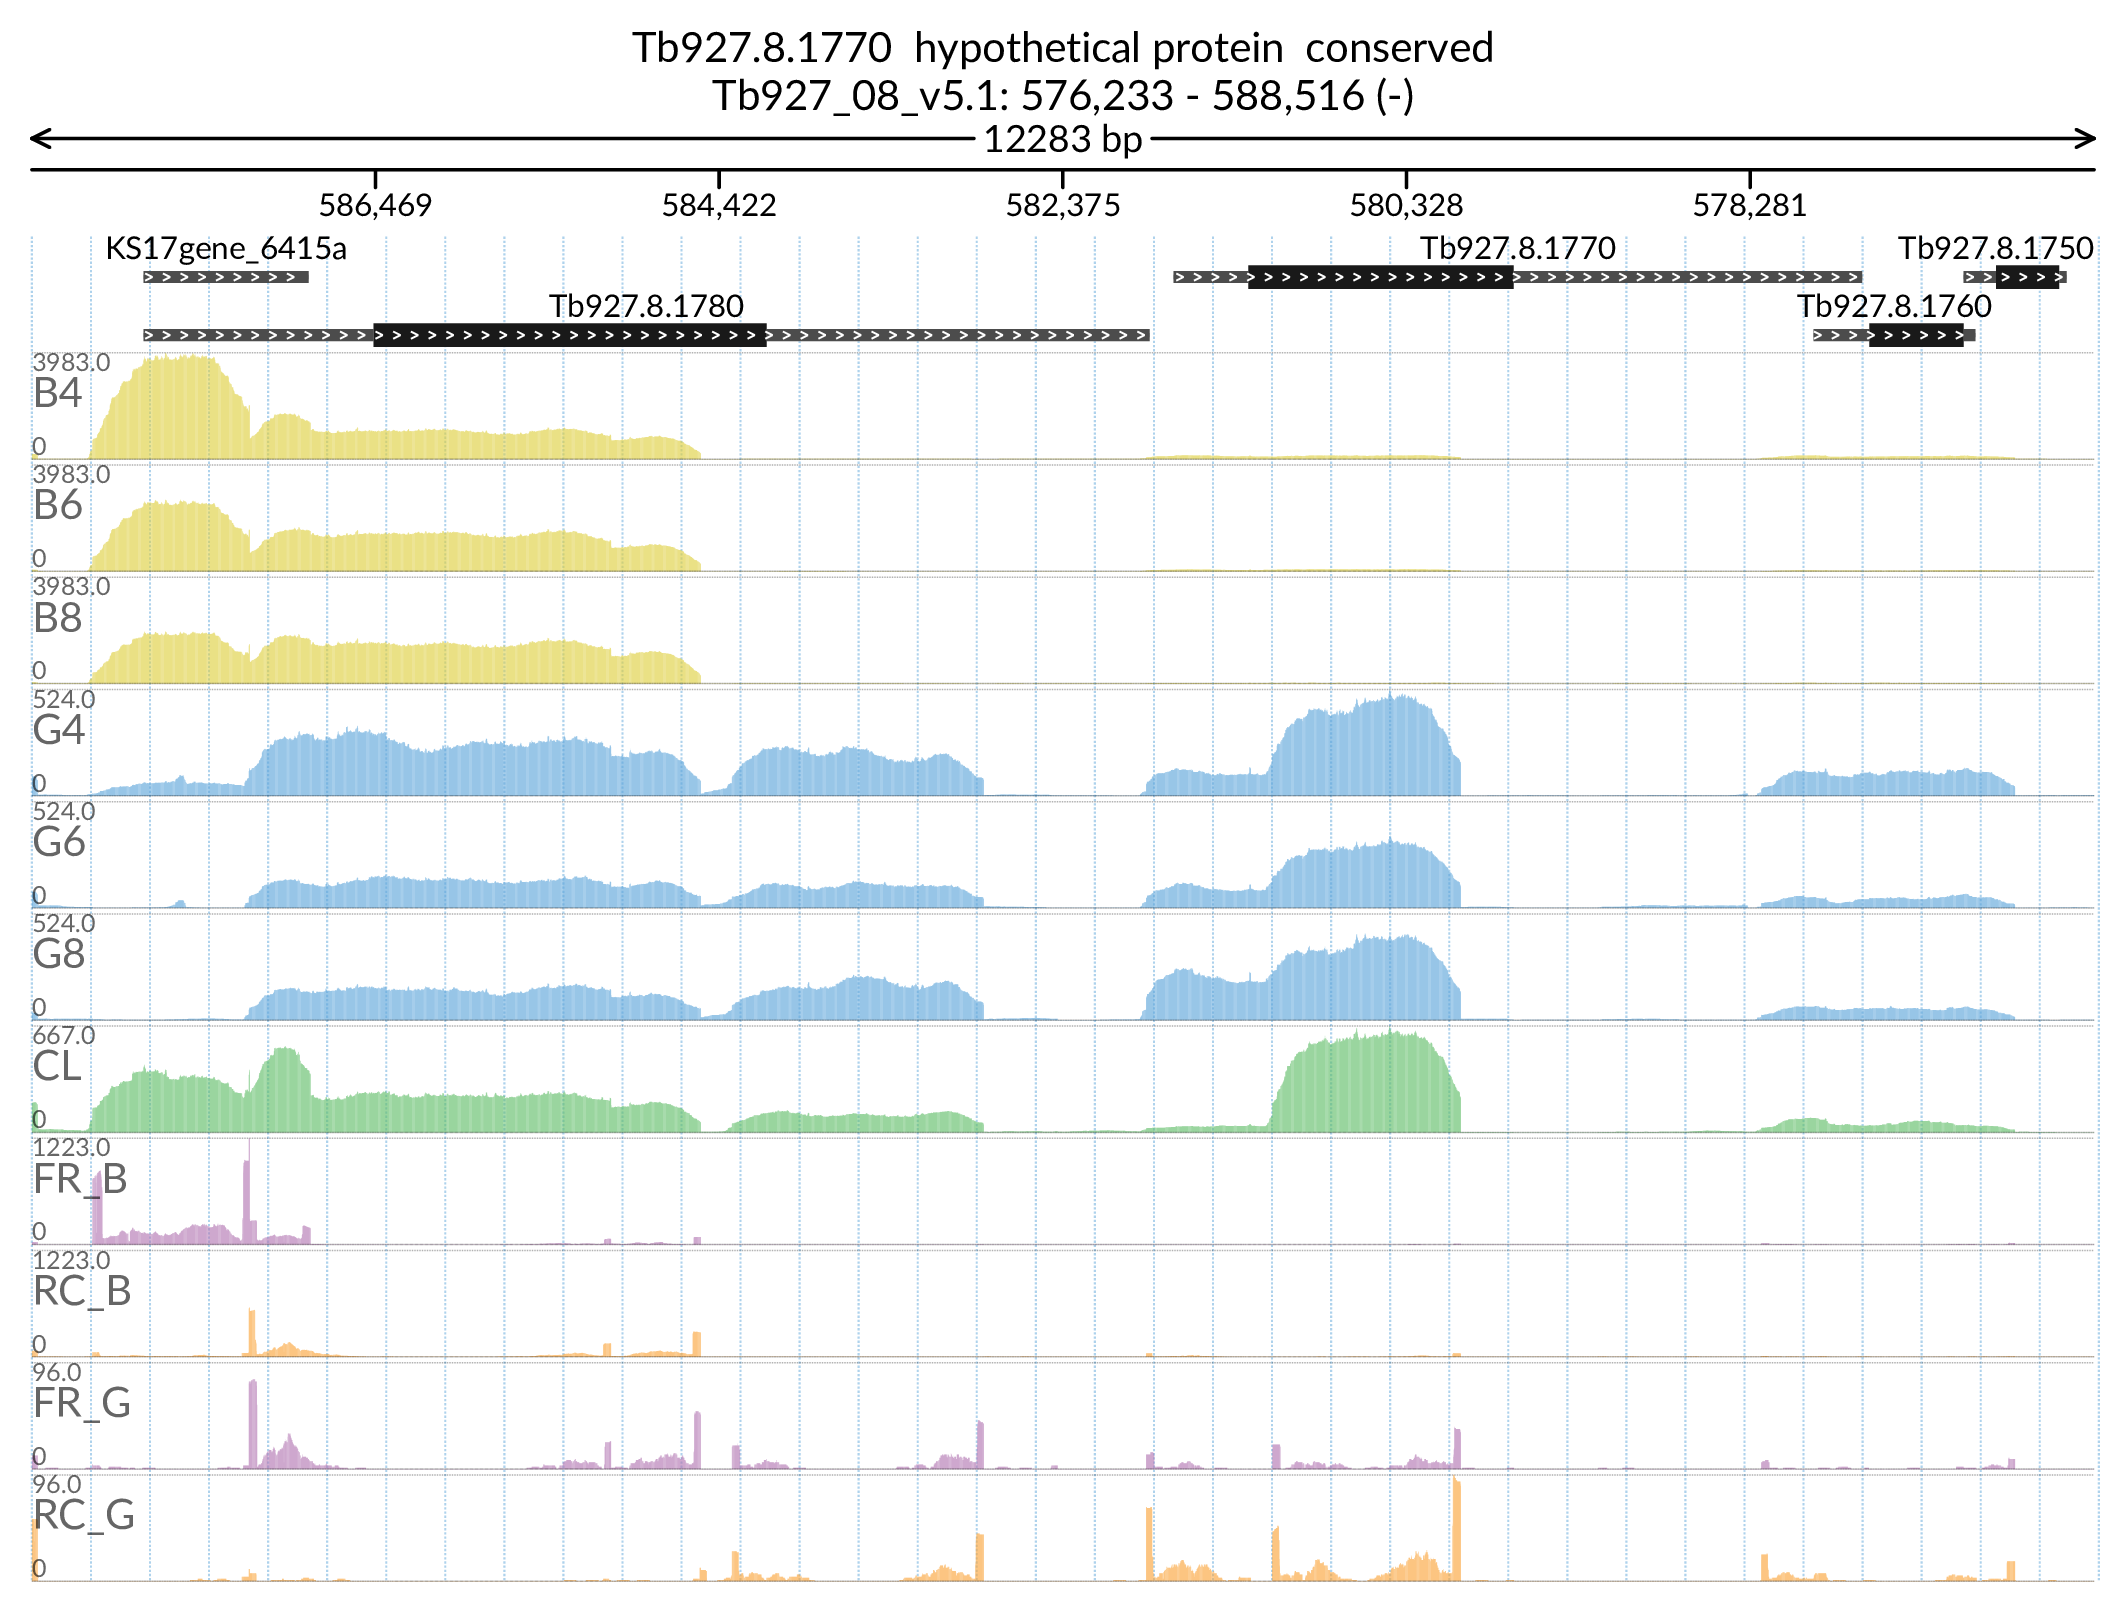 Tb927.8.1770 hypothetical protein conserved
Tb927_08_v5.1: 576,233 - 588,516 (-)
12283 bp
586,469 584,422 582,375 580,328 578,281
KS17gene_6415a Tb927.8.1770 Tb927.8.1750
Tb927.8.1780 Tb927.8.1760
3983.0
B4
0
3983.0
B6
0
3983.0
B8
0
524.0
G4
0
524.0
G6
0
524.0
G8
0
667.0
CL
0
1223.0
FR_B
0
1223.0
RC_B
0
96.0
FR_G
0
96.0
RC_G
0